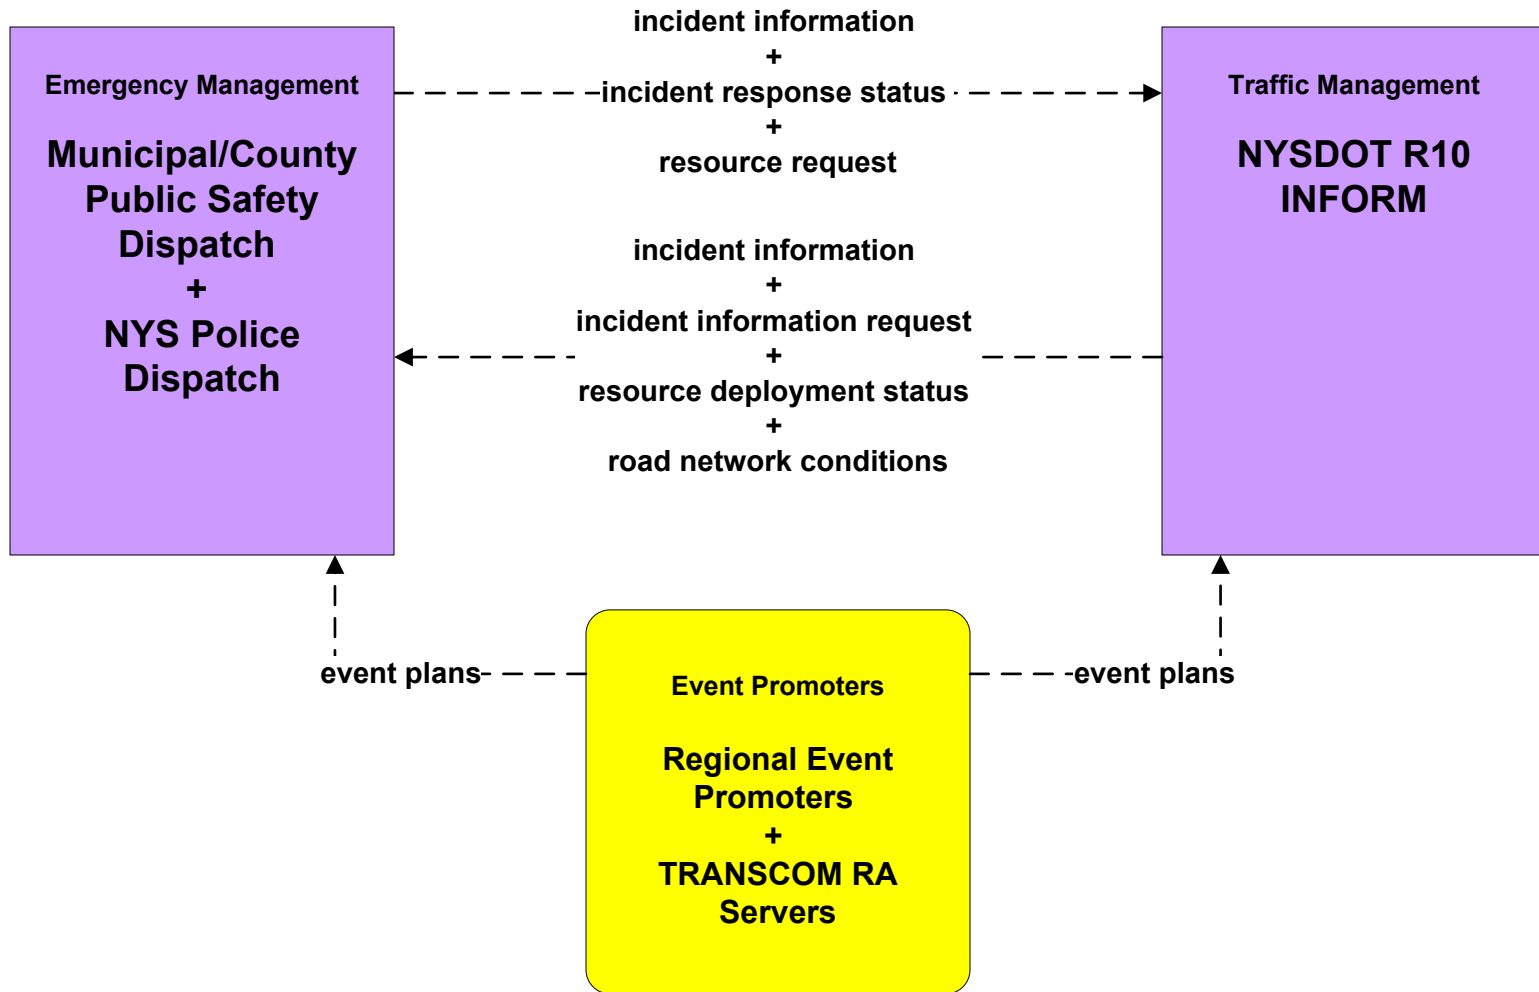 Emergency Management
Municipal/County
Public Safety
Dispatch
+
NYS Police
Dispatch
incident information
+
incident response status
+
resource request
incident information
+
incident information request
+
resource deployment status
+
road network conditions
Traffic Management
NYSDOT R10
INFORM
event plans
Event Promoters
Regional Event
Promoters
+
TRANSCOM RA
Servers
event plans